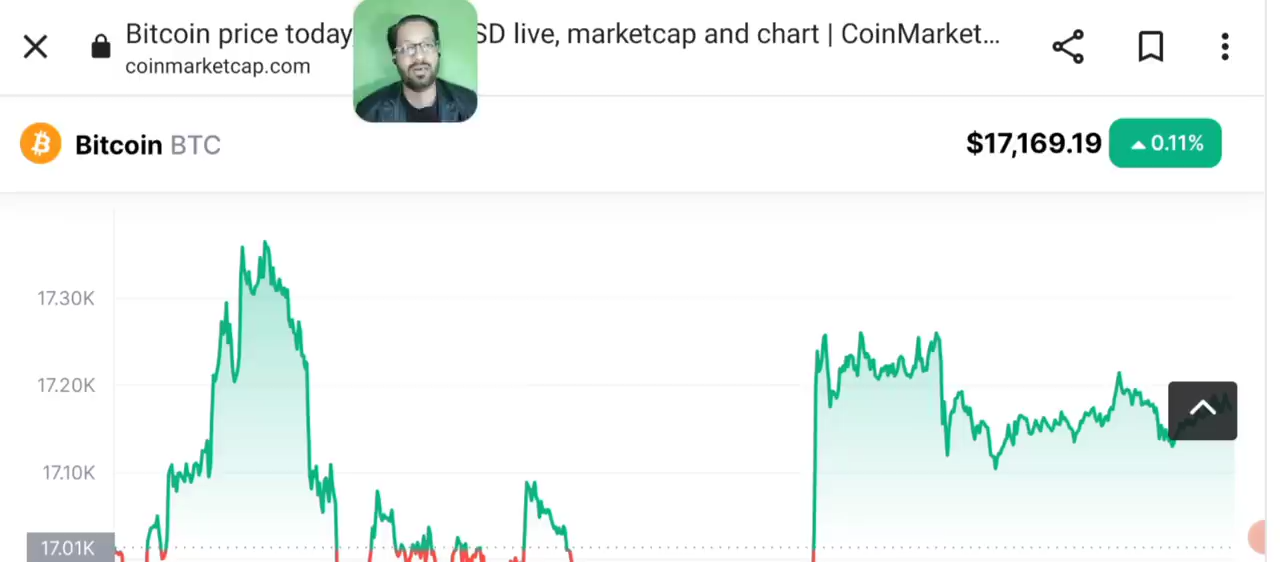 Bitcoin price today, SD live, marketcap and chart | CoinMarket...
coinmarketcap.com
Bitcoin BTC
$17,169.19 0.11%
17.30K
17.20K
17.10K
17.01K